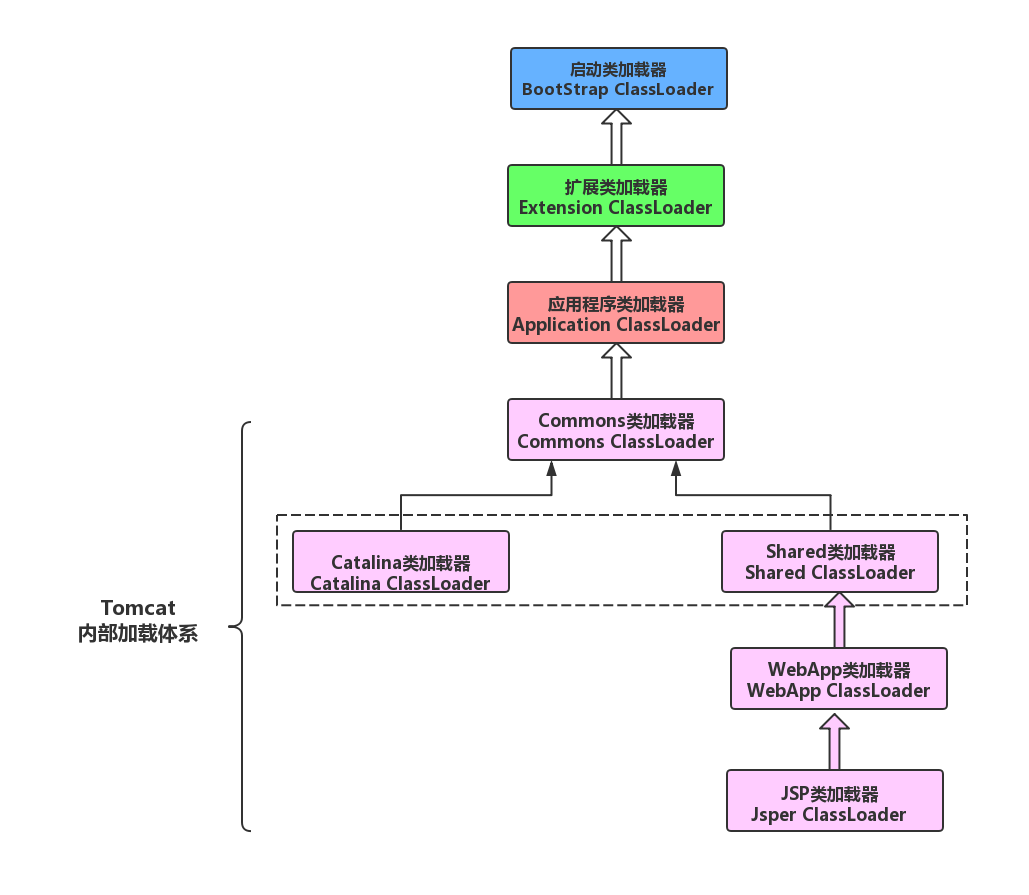 启动类加载器
BootStrap ClassLoader
扩展类加载器
Extension ClassLoader
应用程序类加载器
Application ClassLoader
Commons类加载器
Commons ClassLoader
Catalina类加载器
Catalina ClassLoader
Shared类加载器
Shared ClassLoader
Tomcat
内部加载体系
WebApp类加载器
WebApp ClassLoader
JSP类加载器
Jsper ClassLoader